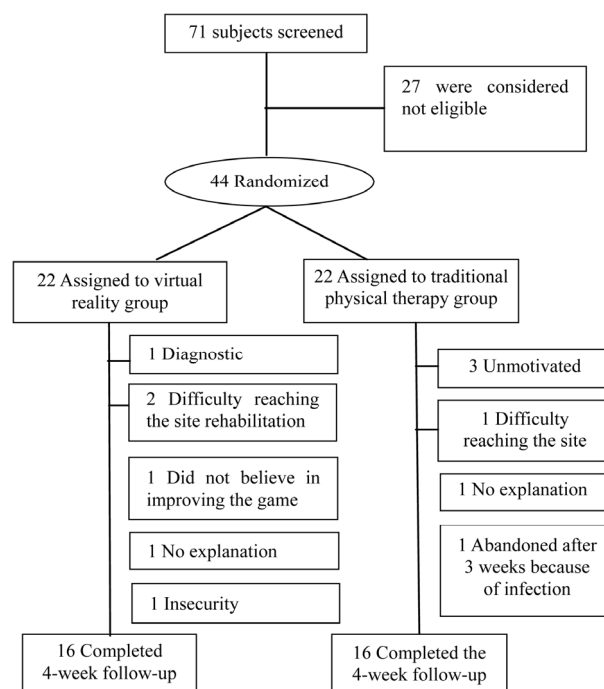 71 subjects screened
27 were considered
not eligible
44 Randomized
22 Assigned to virtual
reality group
22 Assigned to traditional
physical therapy group
1 Diagnostic
2 Difficulty reaching
the site rehabilitation
1 Did not believe in
improving the game
1 No explanation
1 Insecurity
3 Unmotivated
1 Difficulty
reaching the site
1 No explanation
1 Abandoned after
3 weeks because
of infection
16 Completed
4-week follow-up
16 Completed the
4-week follow-up